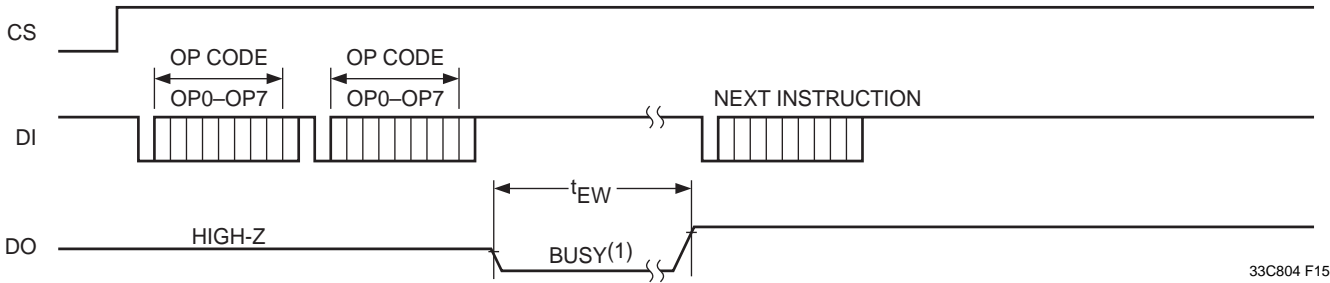 CS
OP CODE
OP0–OP7
OP CODE
OP0–OP7
NEXT INSTRUCTION
DI
tEW
DO
HIGH-Z
BUSY(1)
33C804 F15